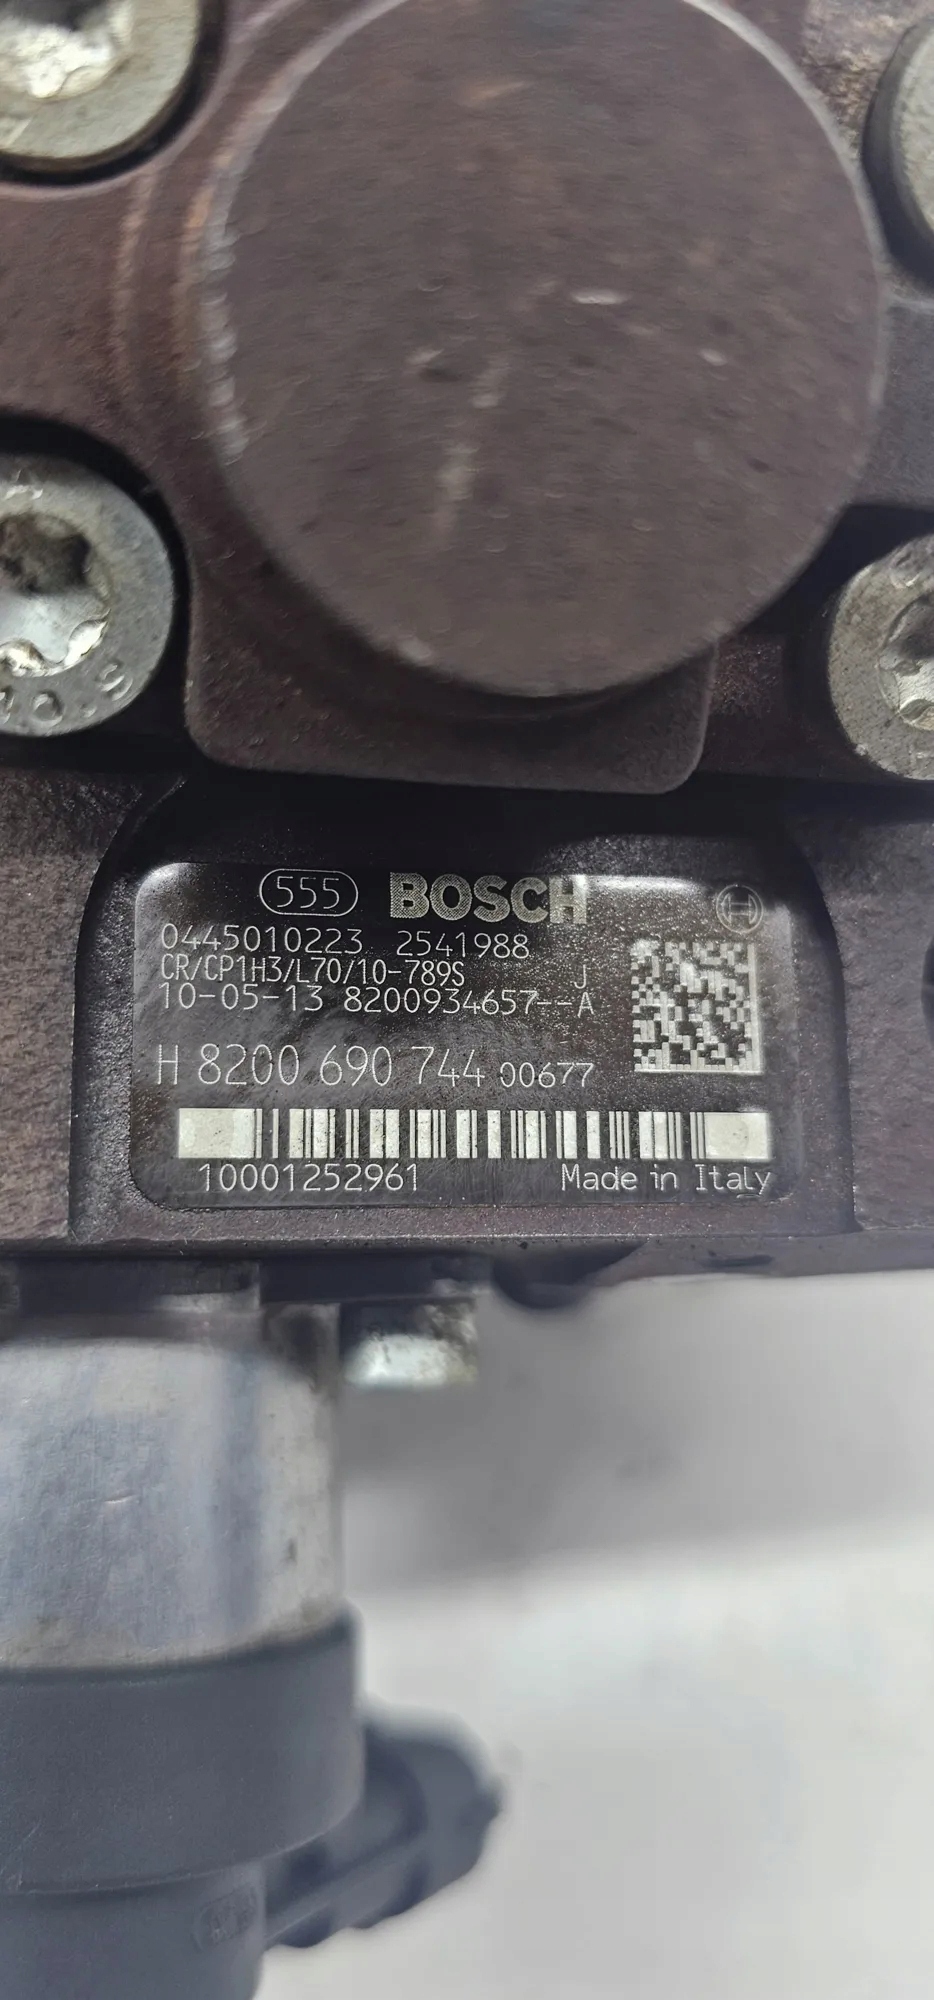 555 BOSCH
0445010223 2541988
CR/CP1H3/L70/10-789S J
10-05-13 8200934657--A
H 8200 690 744 00677
10001252961 Made in Italy